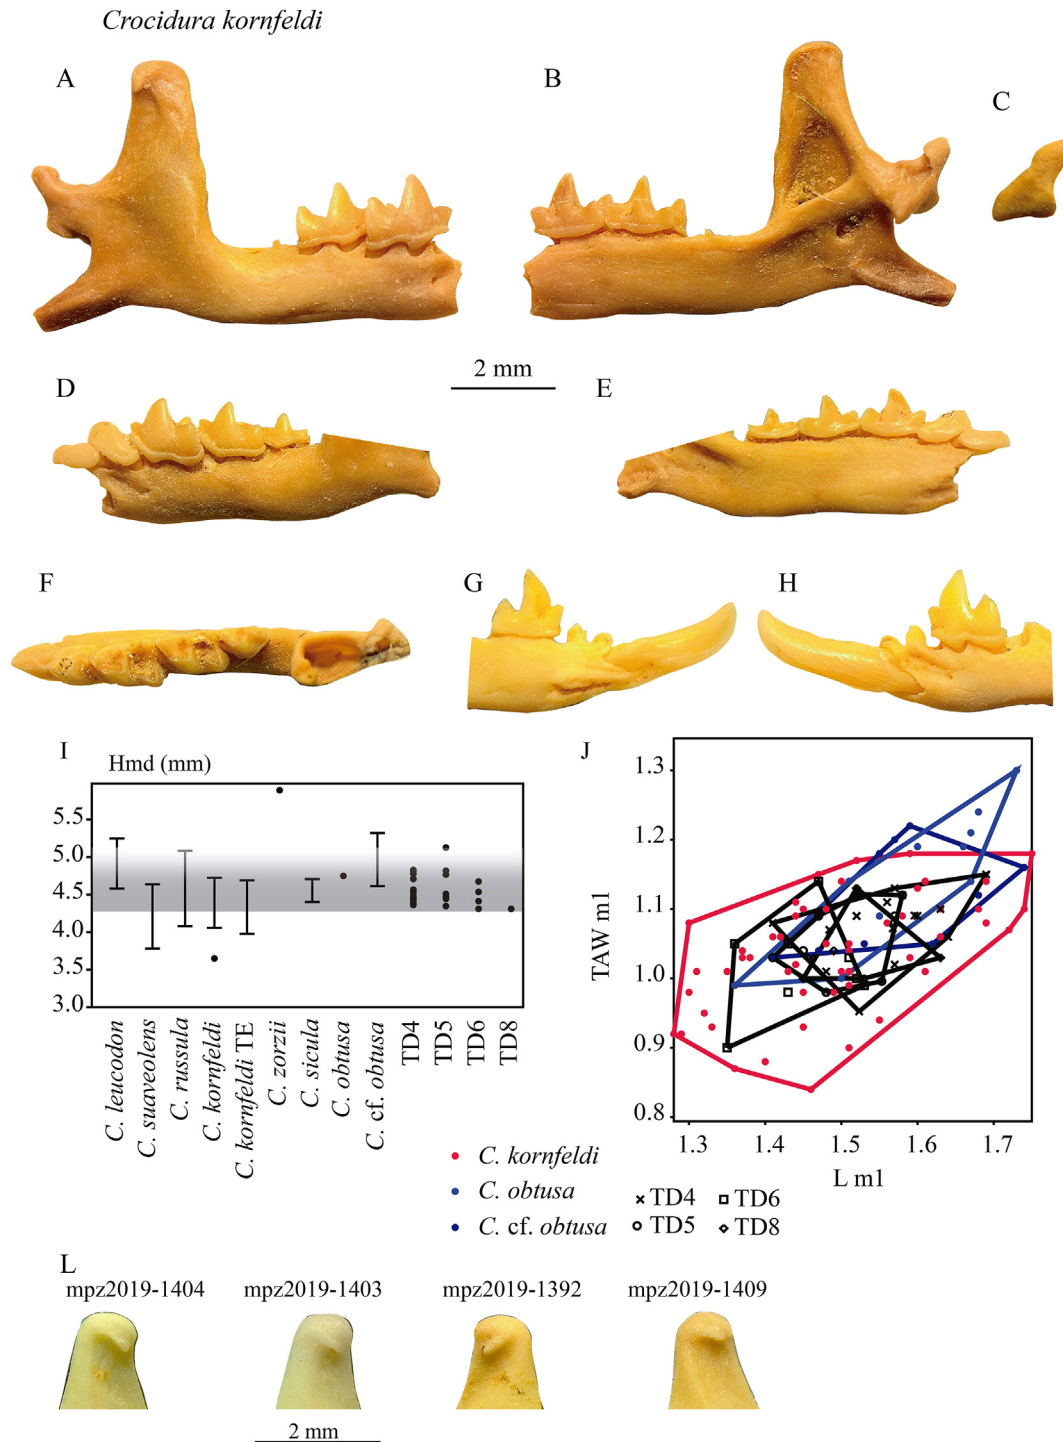 Crocidura kornfeldi
A
B
C
2 mm
D
E
F
G
H
I
Hmd (mm)
5.5
5.0
4.5
4.0
3.5
3.0
C. leucodon
C. suaveolens
C. russula
C. kornfeldi
C. kornfeldi TE
C. zorzii
C. sicula
C. obtusa
C. cf. obtusa
TD4
TD5
TD6
TD8
J
TAW m1
1.3
1.2
1.1
1.0
0.9
0.8
1.3 1.4 1.5 1.6 1.7
L m1
C. kornfeldi
C. obtusa
C. cf. obtusa
TD4 TD6
TD5 TD8
L
mpz2019-1404 mpz2019-1403 mpz2019-1392 mpz2019-1409
2 mm